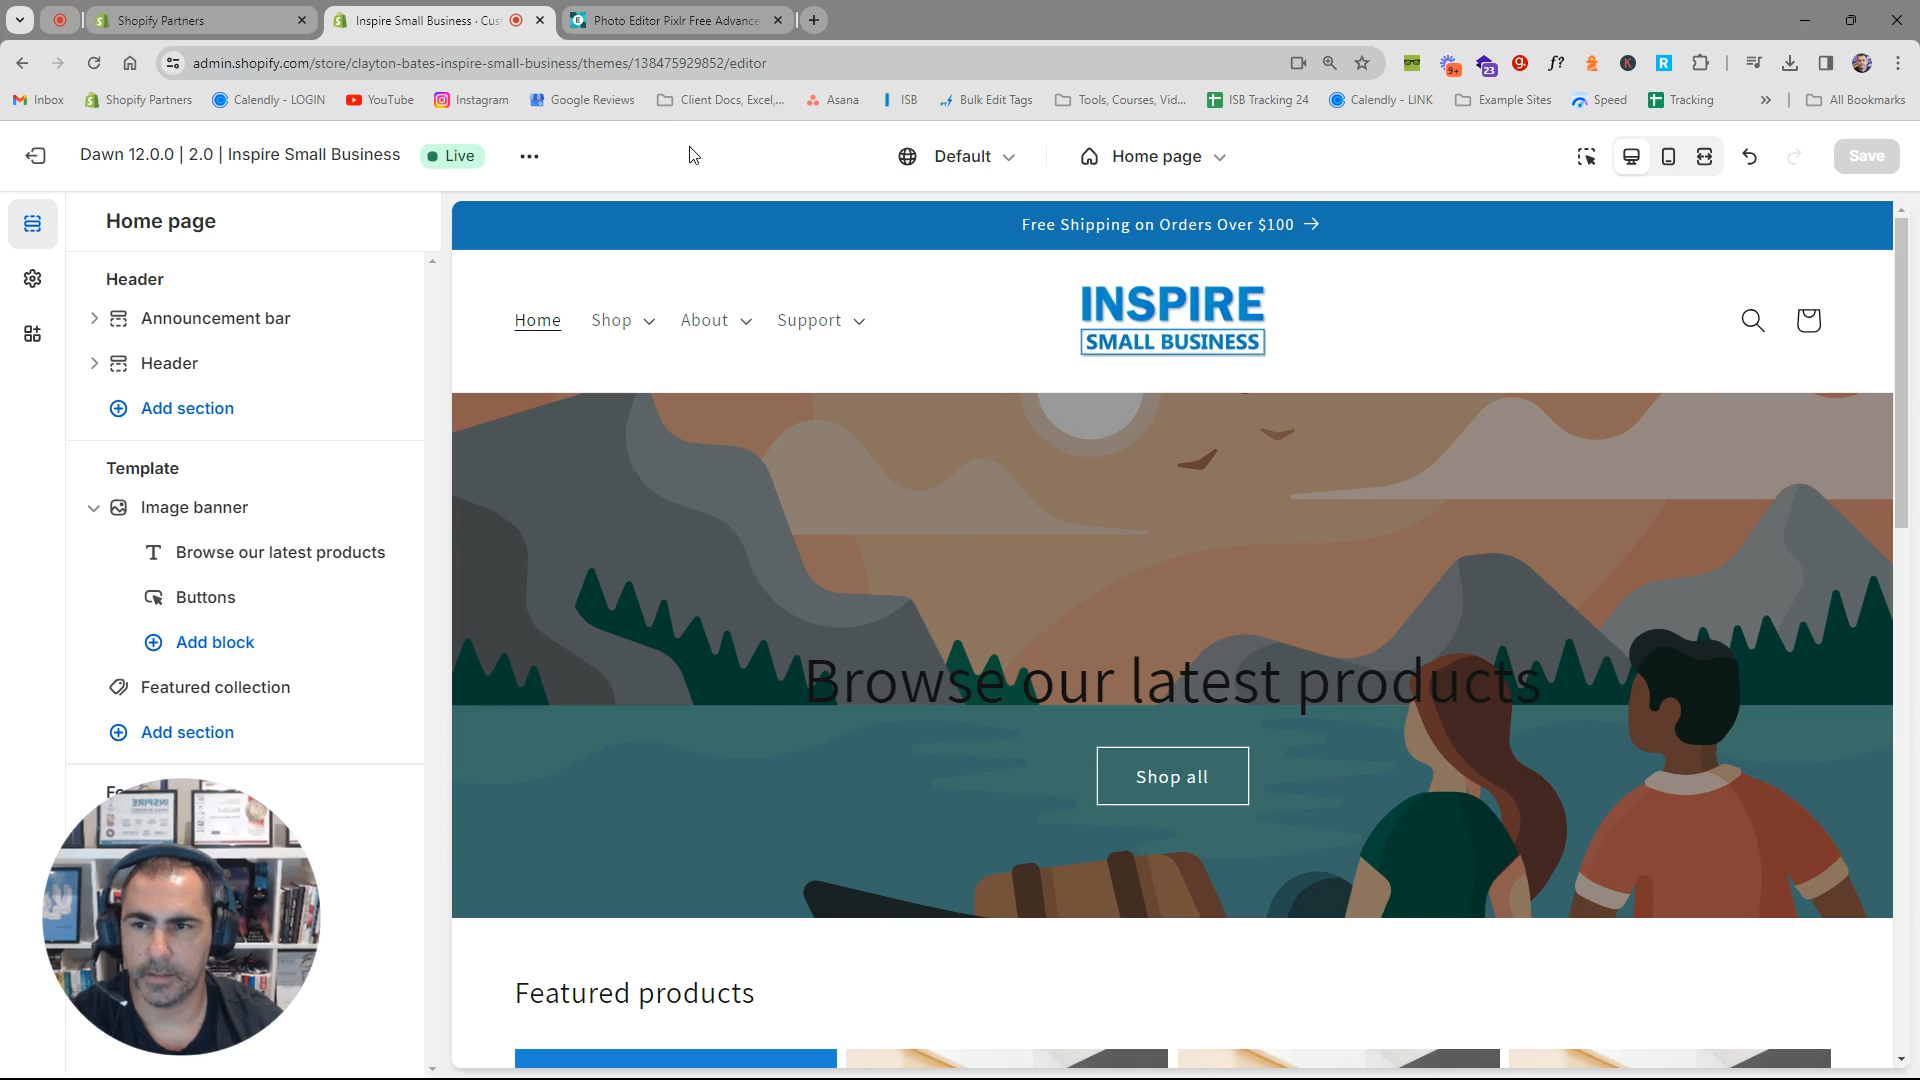 Shopify Partners
Inspire Small Business · Cus
Photo Editor Pixlr Free Advance
admin.shopify.com/store/clayton-bates-inspire-small-business/themes/138475929852/editor
9+
23
g
f?
K
R
Inbox
Shopify Partners
Calendly - LOGIN
YouTube
Instagram
Google Reviews
Client Docs, Excel,...
Asana
ISB
Bulk Edit Tags
Tools, Courses, Vid...
ISB Tracking 24
Calendly - LINK
Example Sites
Speed
Tracking
All Bookmarks
Dawn 12.0.0 | 2.0 | Inspire Small Business
Live
Default
Home page
Save
Home page
Header
Announcement bar
Header
Add section
Template
Image banner
Browse our latest products
Buttons
Add block
Featured collection
Add section
Free Shipping on Orders Over $100
Home
Shop
About
Support
INSPIRE
SMALL BUSINESS
Browse our latest products
Shop all
Featured products